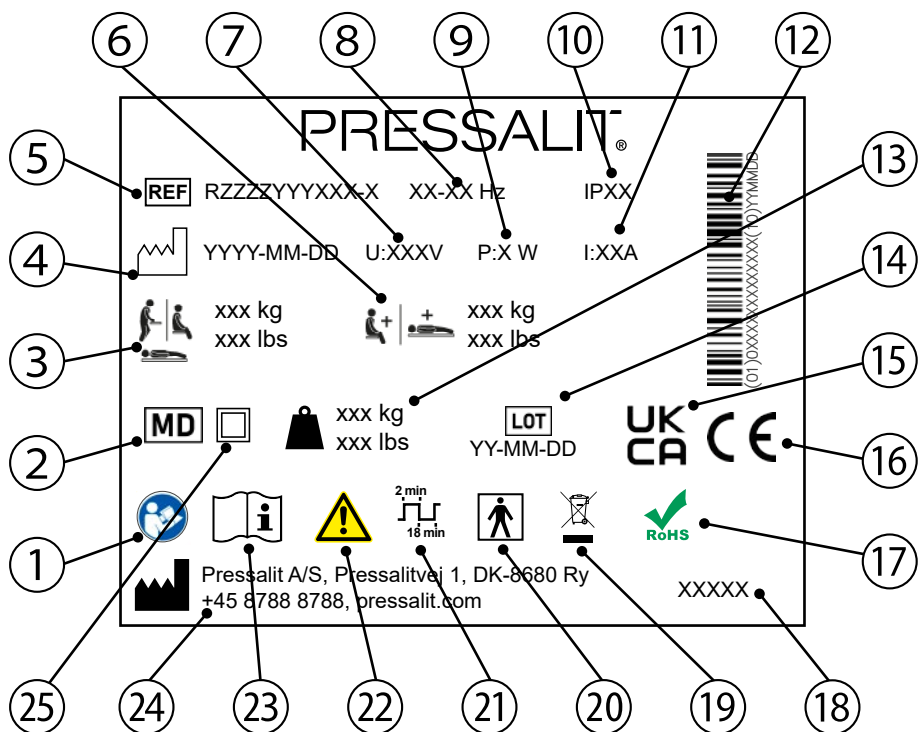 6 7 8 9 10 11 12
PRESSALIT®
5 REF RZZZZYYYXXX-X XX-XX Hz IPXX 13
4 YYYY-MM-DD U:XXXV P:X W I:XXA 14
xxx kg xxx kg
xxx lbs xxx lbs
3
(01)0XXXXXXXXXXXXX(10)YYMMDD
15
2 MD xxx kg LOT UK CE 16
xxx lbs YY-MM-DD CA
1 2 min
18 min
i RoHS 17
Pressalit A/S, Pressalitvej 1, DK-8680 Ry
+45 8788 8788, pressalit.com XXXXX
25 24 23 22 21 20 19 18